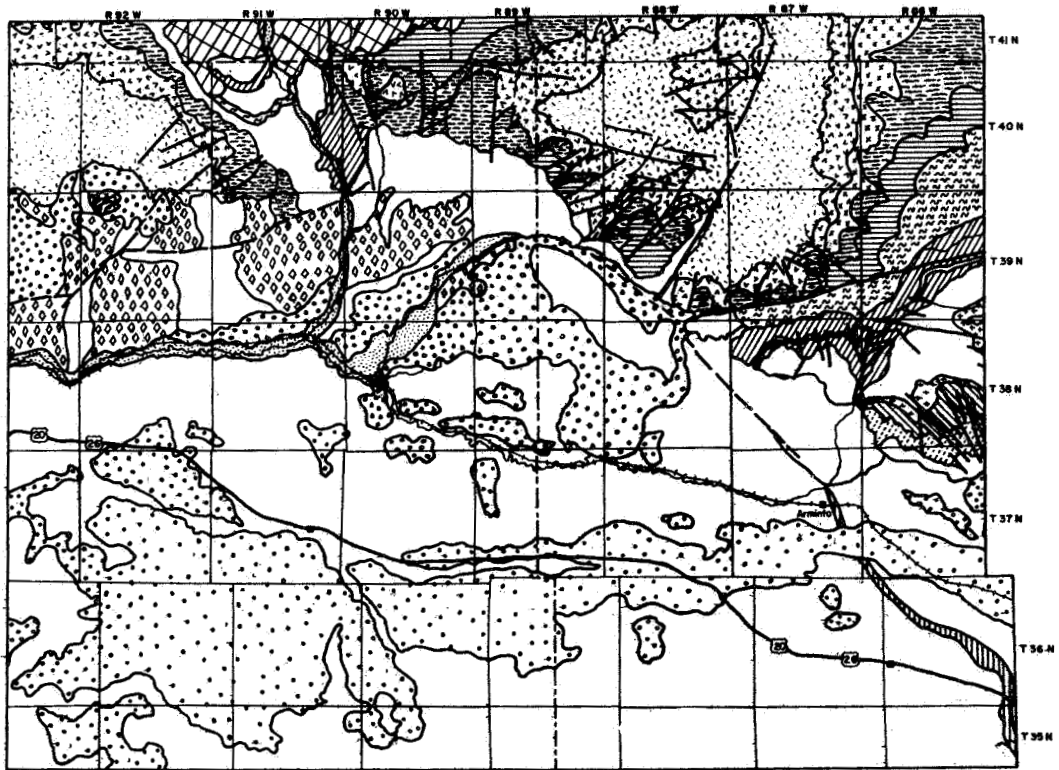 R 92 W R 91 W R 90 W R 89 W R 88 W R 87 W R 86 W
T 41 N
T 40 N
T 39 N
T 38 N
20 26
Arminto
T 37 N
T 36 N
20 26
T 35 N